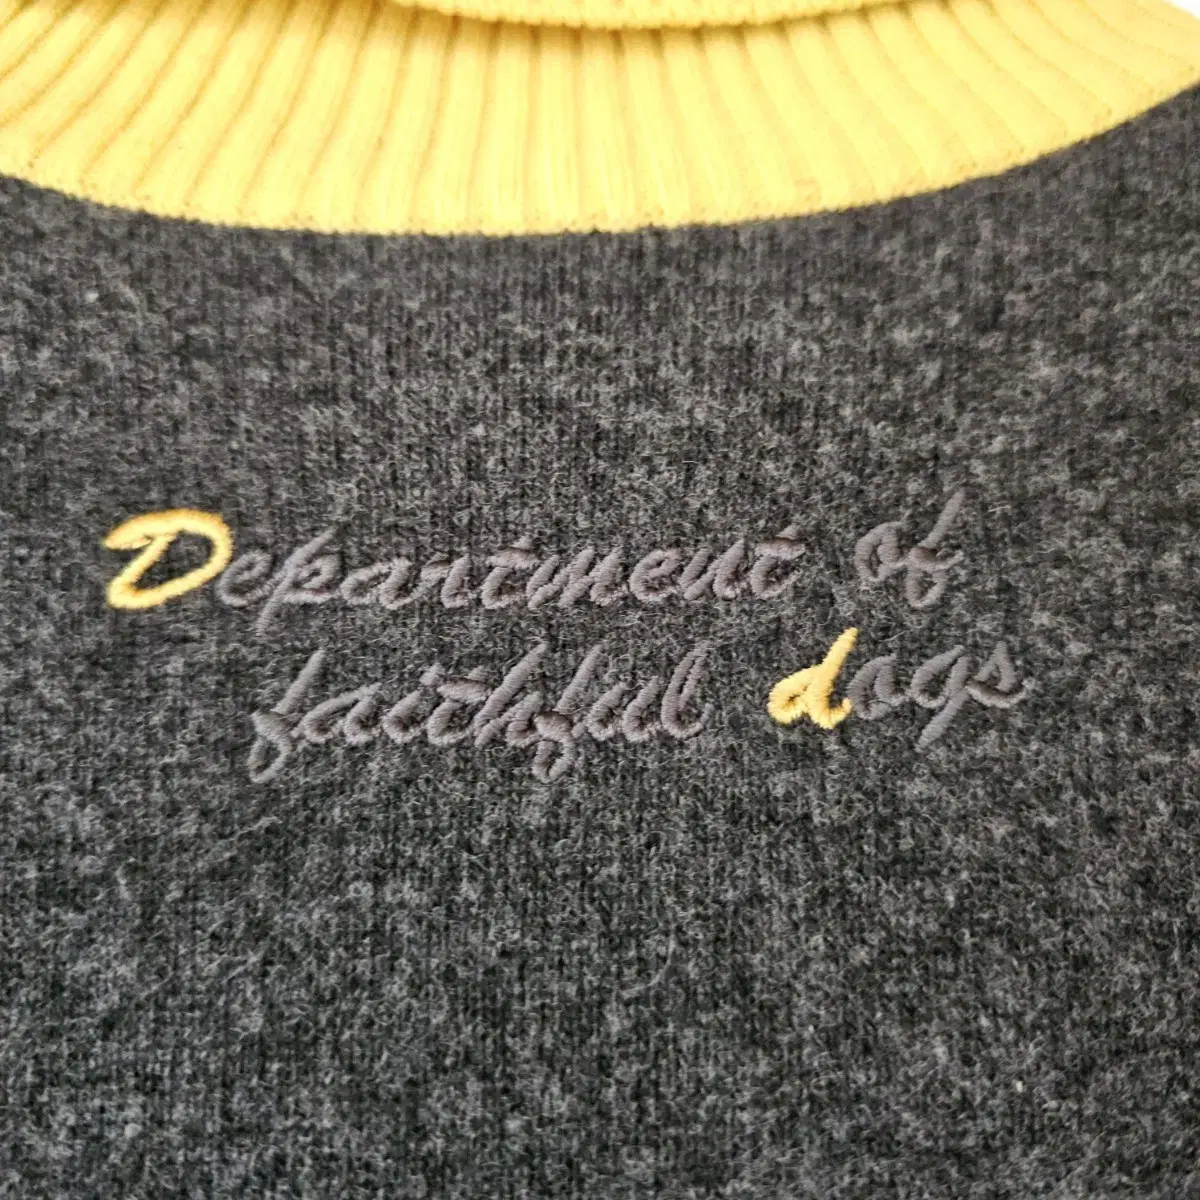 Department of
faithful dogs